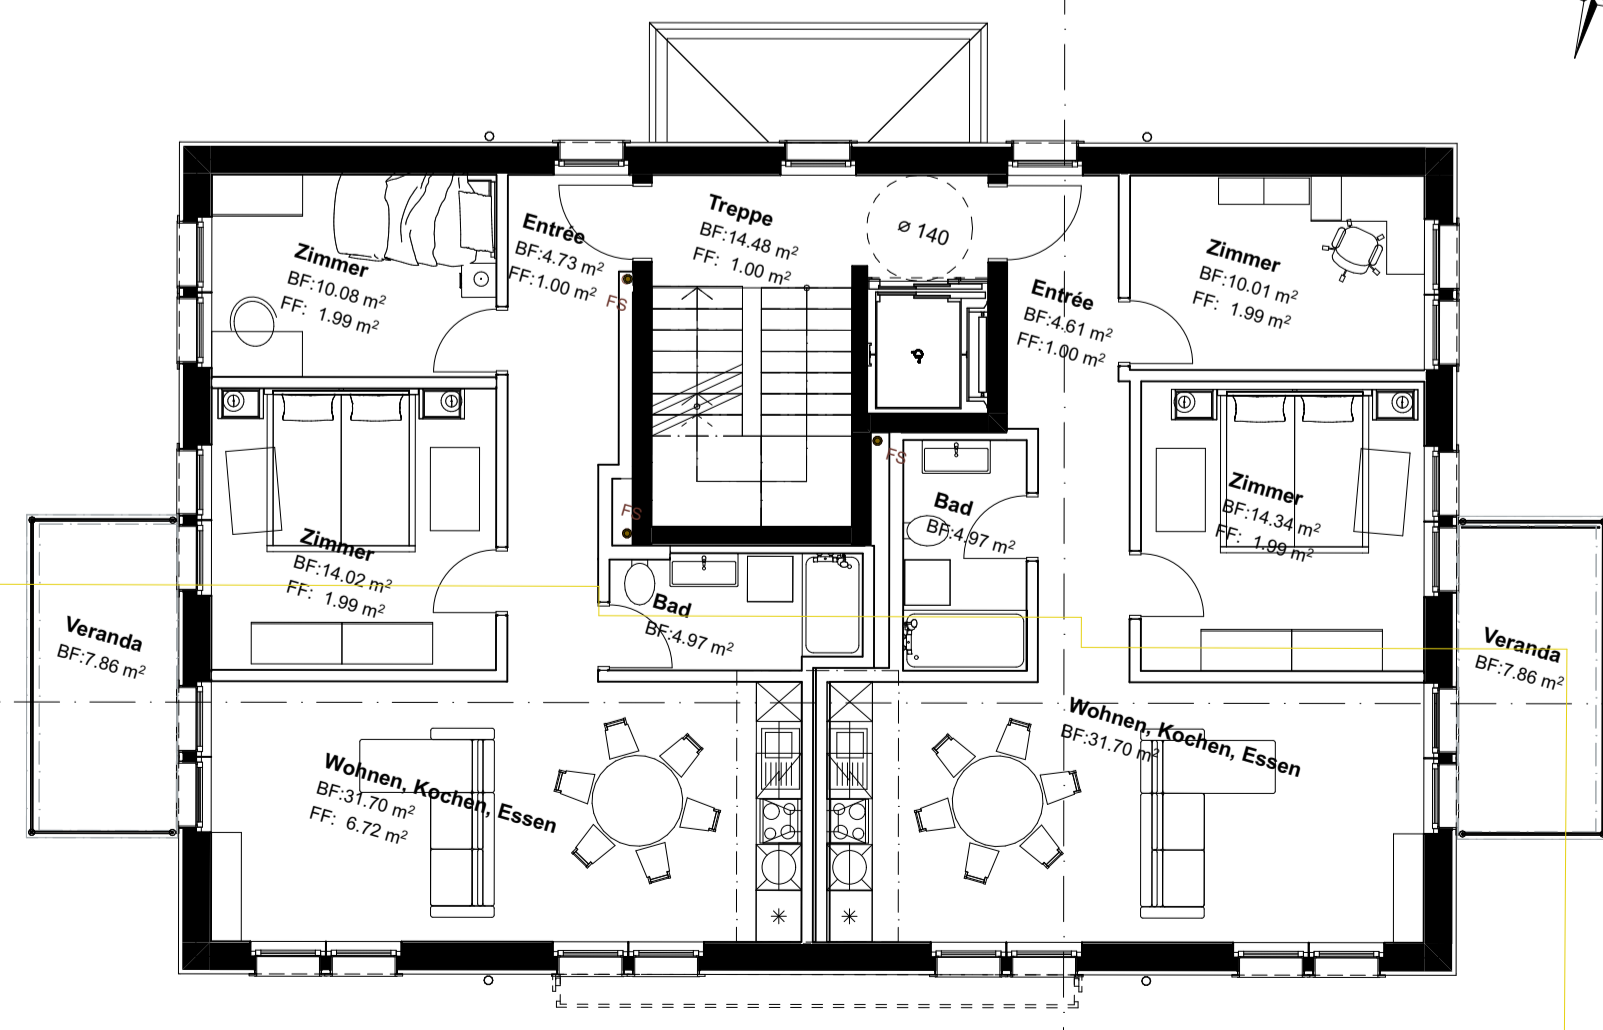 Treppe
BF:14.48 m²
FF: 1.00 m²
⌀ 140
Entrée
BF:4.73 m²
FF:1.00 m²
FS
Zimmer
BF:10.08 m²
FF: 1.99 m²
Zimmer
BF:10.01 m²
FF: 1.99 m²
Entrée
BF:4.61 m²
FF:1.00 m²
FS
FS
Bad
BF:4.97 m²
Zimmer
BF:14.34 m²
FF: 1.99 m²
Zimmer
BF:14.02 m²
FF: 1.99 m²
Bad
BF:4.97 m²
Veranda
BF:7.86 m²
Veranda
BF:7.86 m²
Wohnen, Kochen, Essen
BF:31.70 m²
FF: 6.72 m²
Wohnen, Kochen, Essen
BF:31.70 m²